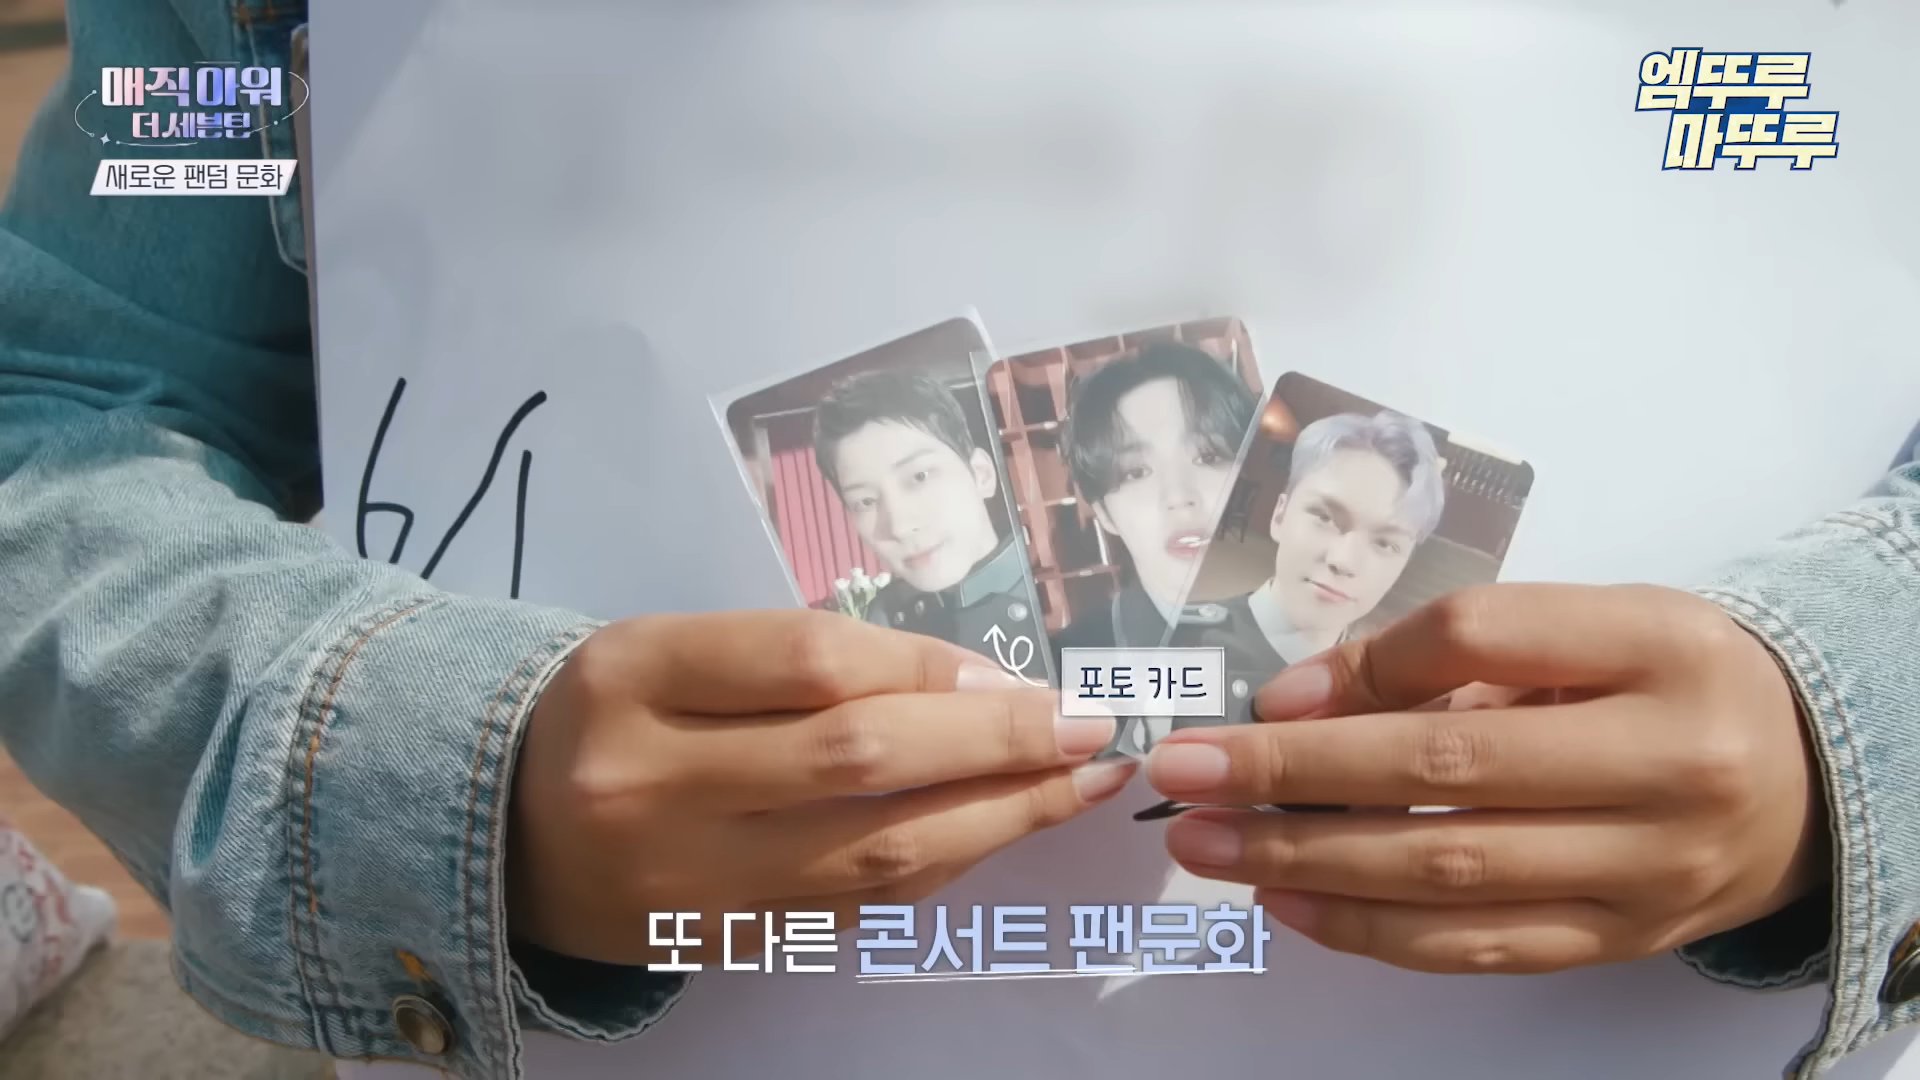 매직아워
더 세븐틴
새로운 팬덤 문화
엠뚜루
마뚜루
포토 카드
또 다른 콘서트 팬문화